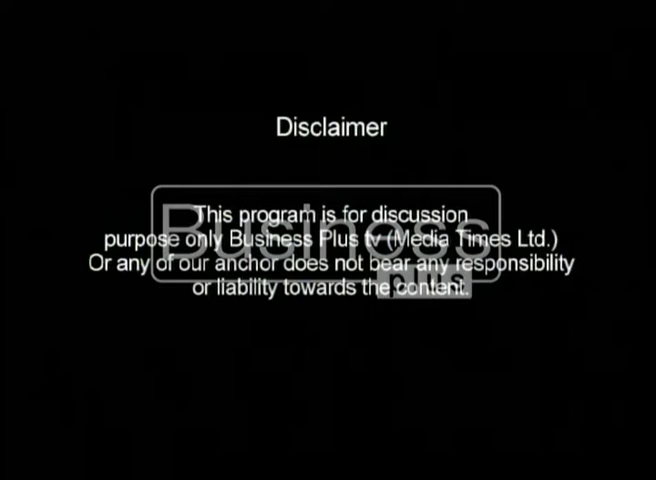 Disclaimer
This program is for discussion
purpose only Business Plus tv (Media Times Ltd.)
Or any of our anchor does not bear any responsibility
or liability towards the content.
Business
plus